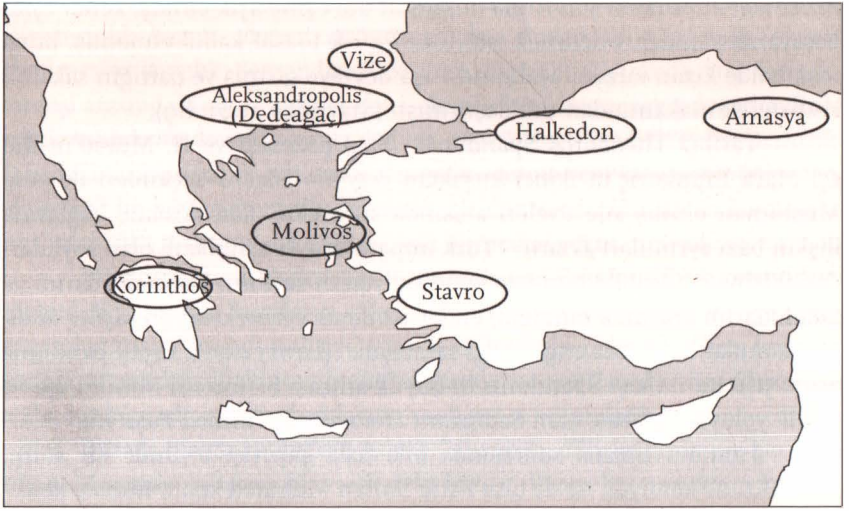 Vize
Aleksandropolis
(Dedeağaç)
Halkedon
Amasya
Molivos
Korinthos
Stavro